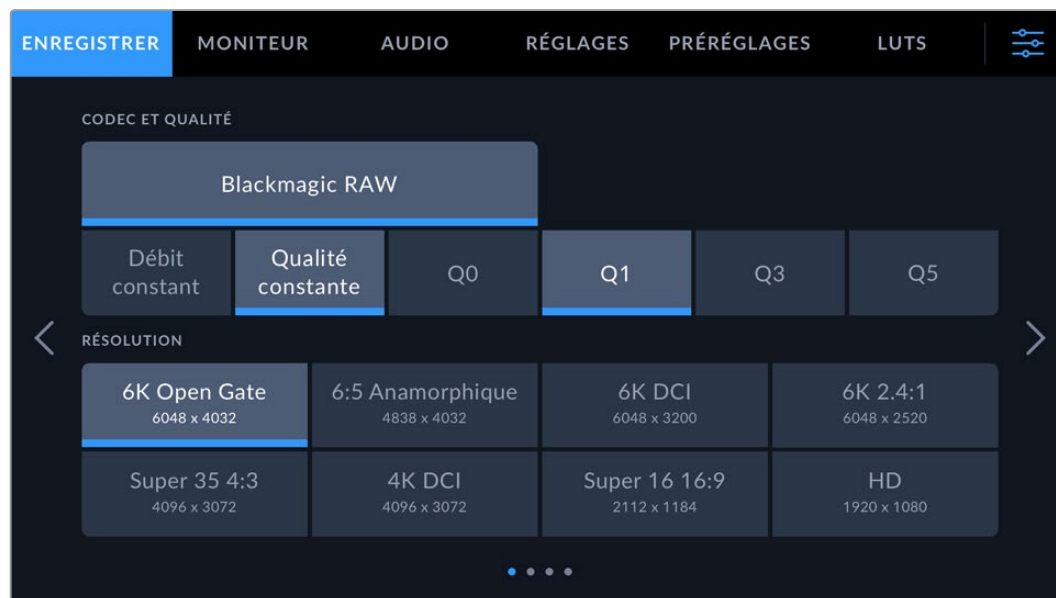 ENREGISTRER MONITEUR AUDIO RÉGLAGES PRÉRÉGLAGES LUTS
CODEC ET QUALITÉ
Blackmagic RAW
Débit constant
Qualité constante
Q0
Q1
Q3
Q5
RÉSOLUTION
6K Open Gate
6048 x 4032
6:5 Anamorphique
4838 x 4032
6K DCI
6048 x 3200
6K 2.4:1
6048 x 2520
Super 35 4:3
4096 x 3072
4K DCI
4096 x 3072
Super 16 16:9
2112 x 1184
HD
1920 x 1080